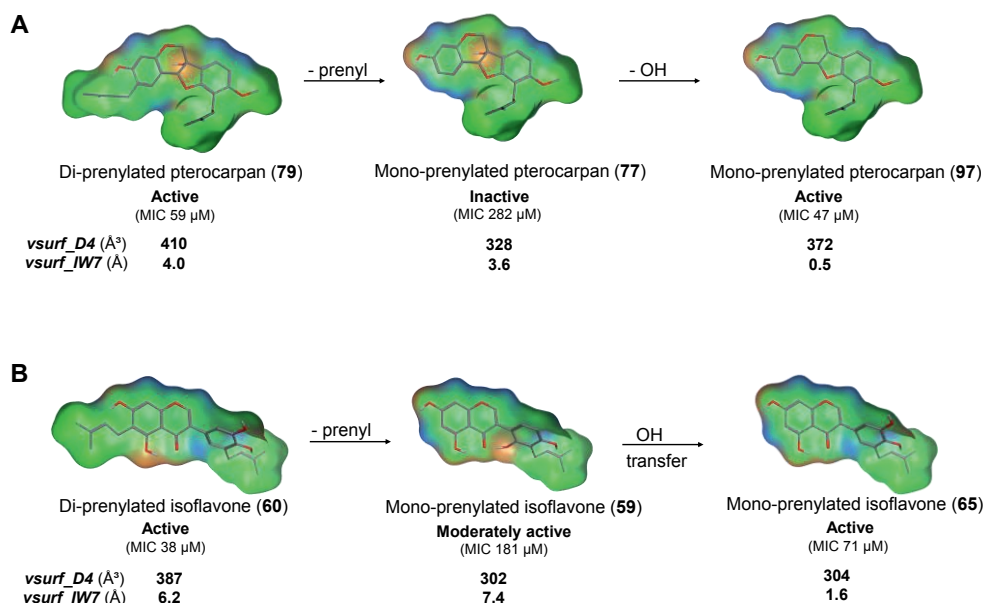 A
- prenyl
- OH
Di-prenylated pterocarpan (79)
Mono-prenylated pterocarpan (77)
Mono-prenylated pterocarpan (97)
Active
Inactive
Active
(MIC 59 µM)
(MIC 282 µM)
(MIC 47 µM)
vsurf_D4 (Å³) 410 328 372
vsurf_IW7 (Å) 4.0 3.6 0.5
B
- prenyl
OH
transfer
Di-prenylated isoflavone (60)
Mono-prenylated isoflavone (59)
Mono-prenylated isoflavone (65)
Active
Moderately active
Active
(MIC 38 µM)
(MIC 181 µM)
(MIC 71 µM)
vsurf_D4 (Å³) 387 302 304
vsurf_IW7 (Å) 6.2 7.4 1.6